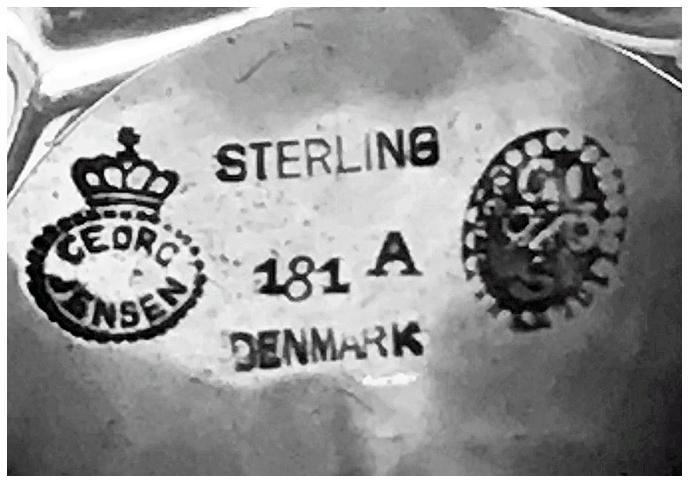 GEORG
JENSEN
STERLING
181 A
DENMARK